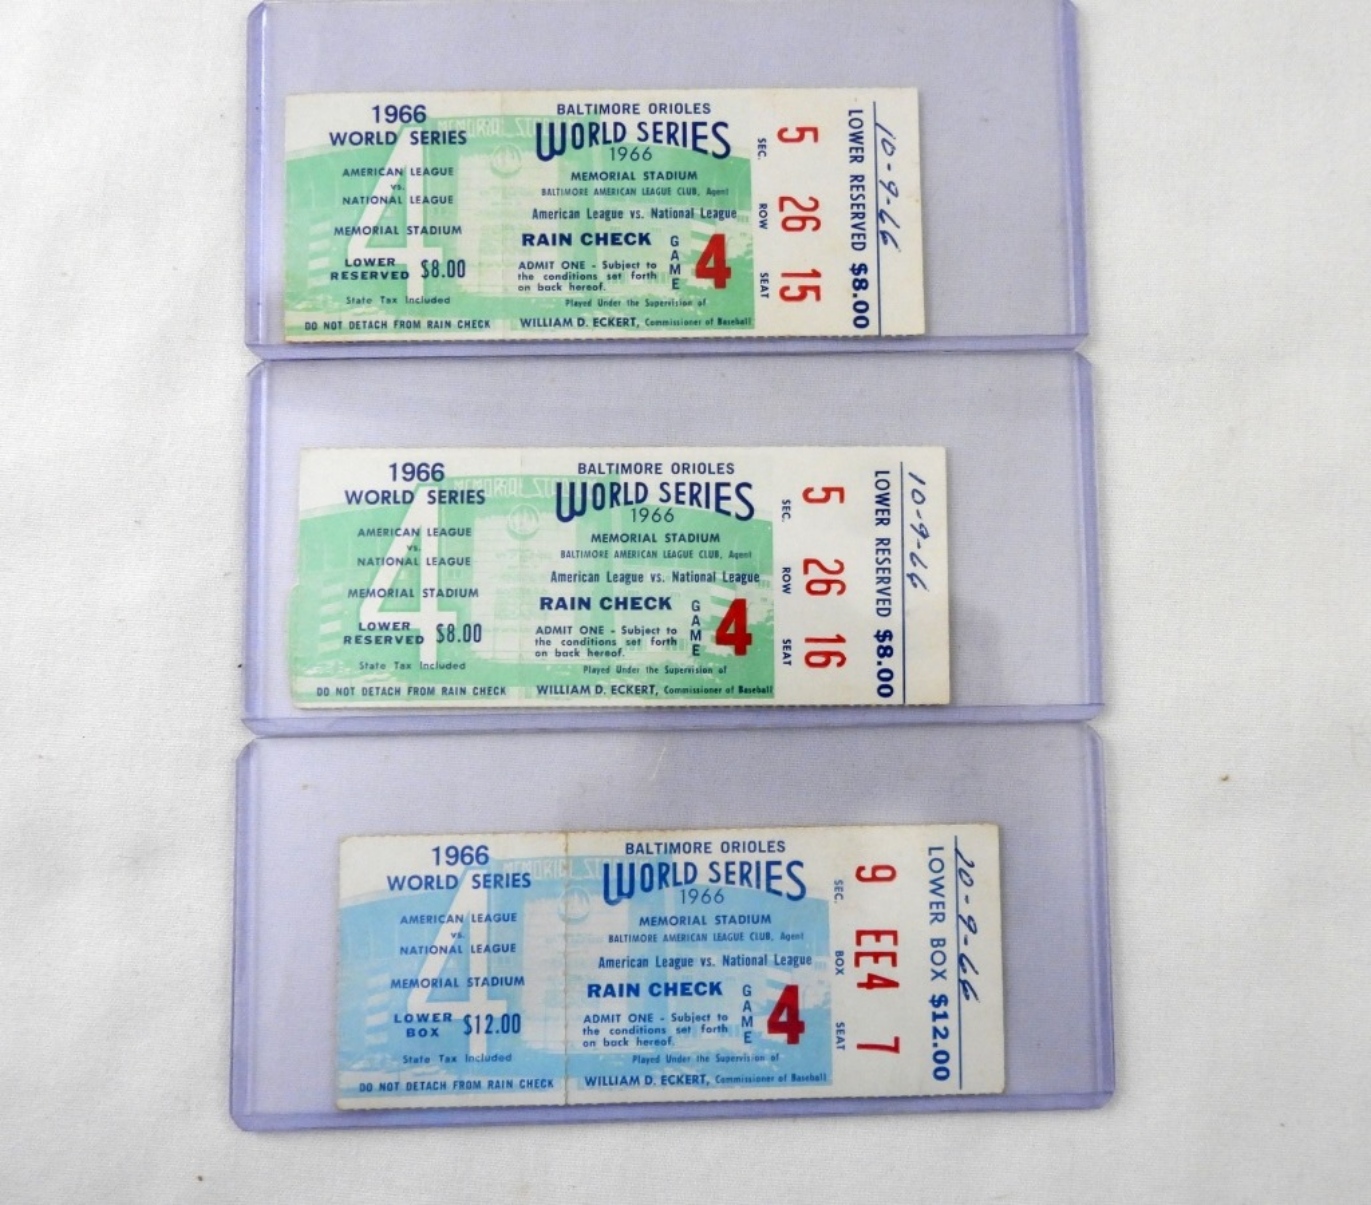 1966
WORLD SERIES
AMERICAN LEAGUE
vs.
NATIONAL LEAGUE
MEMORIAL STADIUM
LOWER
RESERVED $8.00
State Tax Included
DO NOT DETACH FROM RAIN CHECK
4
MEMORIAL
BALTIMORE ORIOLES
WORLD SERIES
1966
MEMORIAL STADIUM
BALTIMORE AMERICAN LEAGUE CLUB, Agent
American League vs. National League
RAIN CHECK
ADMIT ONE - Subject to
the conditions set forth
on back hereof.
GAME
4
Played Under the Supervision of
WILLIAM D. ECKERT, Commissioner of Baseball
SEC. 5
ROW 26
SEAT 15
LOWER RESERVED $8.00
10-9-66
1966
WORLD SERIES
AMERICAN LEAGUE
vs.
NATIONAL LEAGUE
MEMORIAL STADIUM
LOWER
RESERVED $8.00
State Tax Included
DO NOT DETACH FROM RAIN CHECK
4
MEMORIAL
BALTIMORE ORIOLES
WORLD SERIES
1966
MEMORIAL STADIUM
BALTIMORE AMERICAN LEAGUE CLUB, Agent
American League vs. National League
RAIN CHECK
ADMIT ONE - Subject to
the conditions set forth
on back hereof.
GAME
4
Played Under the Supervision of
WILLIAM D. ECKERT, Commissioner of Baseball
SEC. 5
ROW 26
SEAT 16
LOWER RESERVED $8.00
10-9-66
1966
WORLD SERIES
AMERICAN LEAGUE
vs.
NATIONAL LEAGUE
MEMORIAL STADIUM
LOWER
BOX $12.00
State Tax Included
DO NOT DETACH FROM RAIN CHECK
4
MEMORIAL
BALTIMORE ORIOLES
WORLD SERIES
1966
MEMORIAL STADIUM
BALTIMORE AMERICAN LEAGUE CLUB, Agent
American League vs. National League
RAIN CHECK
ADMIT ONE - Subject to
the conditions set forth
on back hereof.
GAME
4
Played Under the Supervision of
WILLIAM D. ECKERT, Commissioner of Baseball
SEC. 9
BOX EE4
SEAT 7
LOWER BOX $12.00
10-9-66